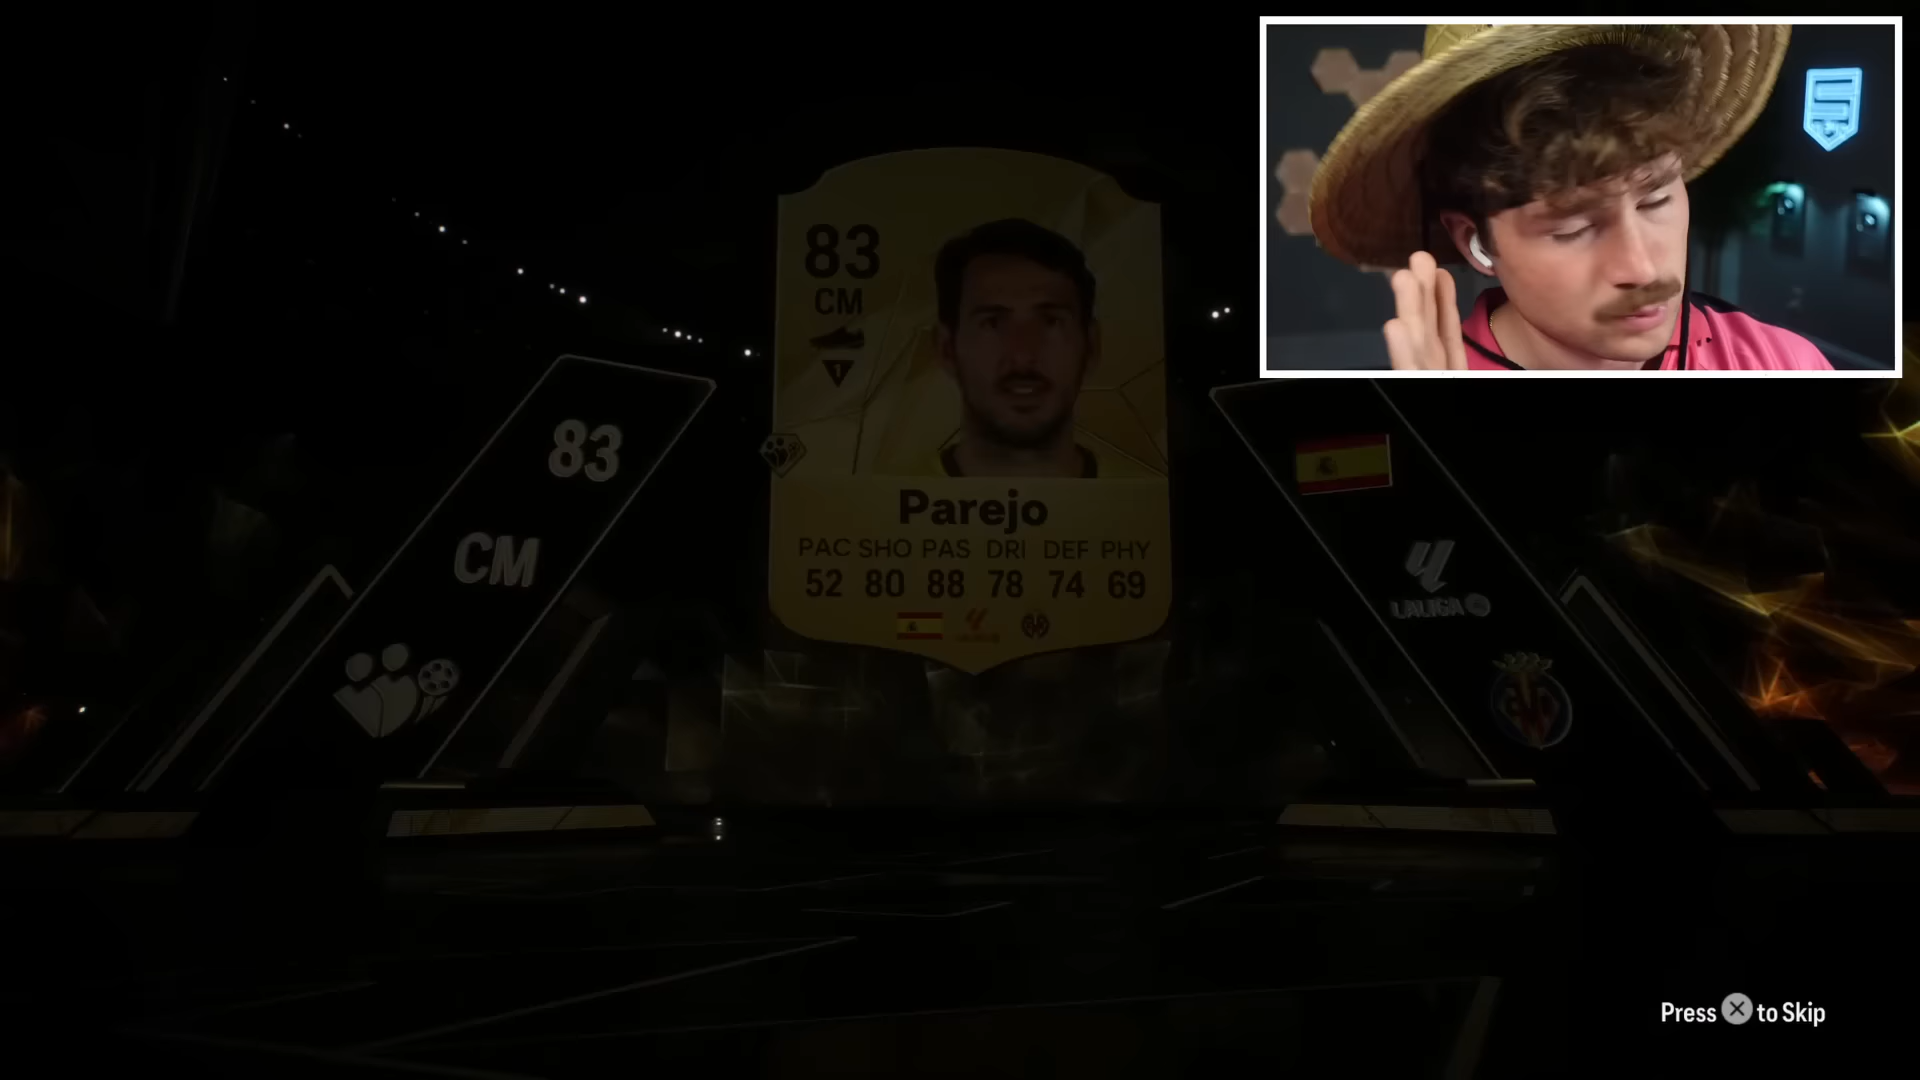 83
CM
1
Parejo
PAC SHO PAS DRI DEF PHY
52 80 88 78 74 69
83
CM
LALIGA
Press ✕ to Skip